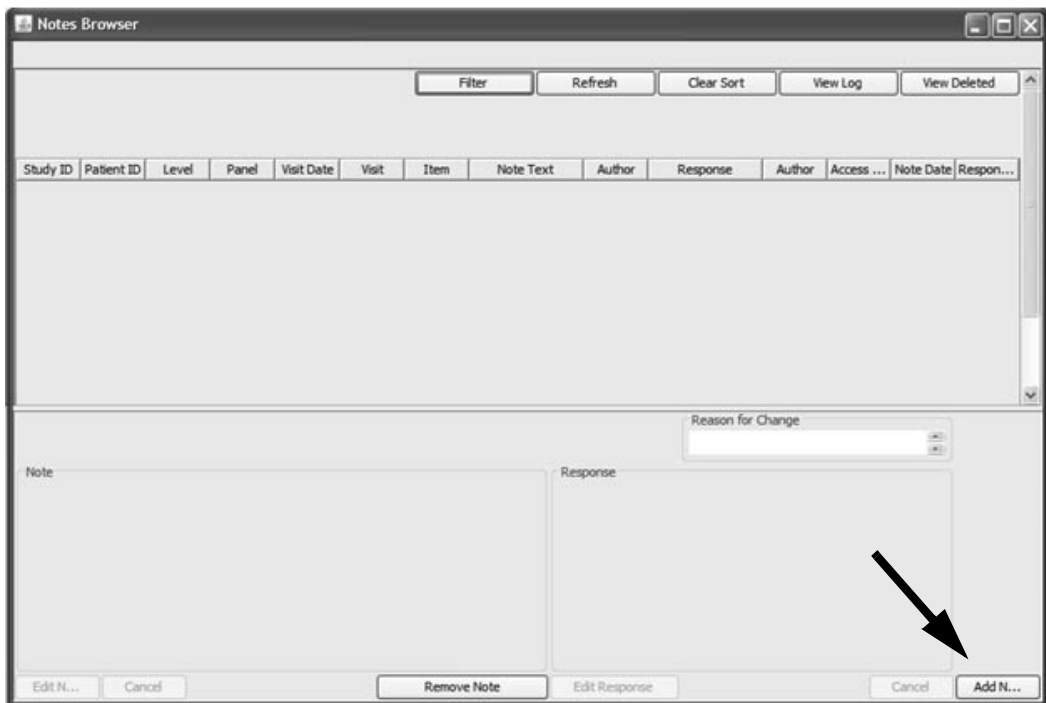 Notes Browser
Filter Refresh Clear Sort View Log View Deleted
Study ID Patient ID Level Panel Visit Date Visit Item Note Text Author Response Author Access ... Note Date Respon...
Reason for Change
Note Response
Edit N... Cancel Remove Note Edit Response Cancel Add N...